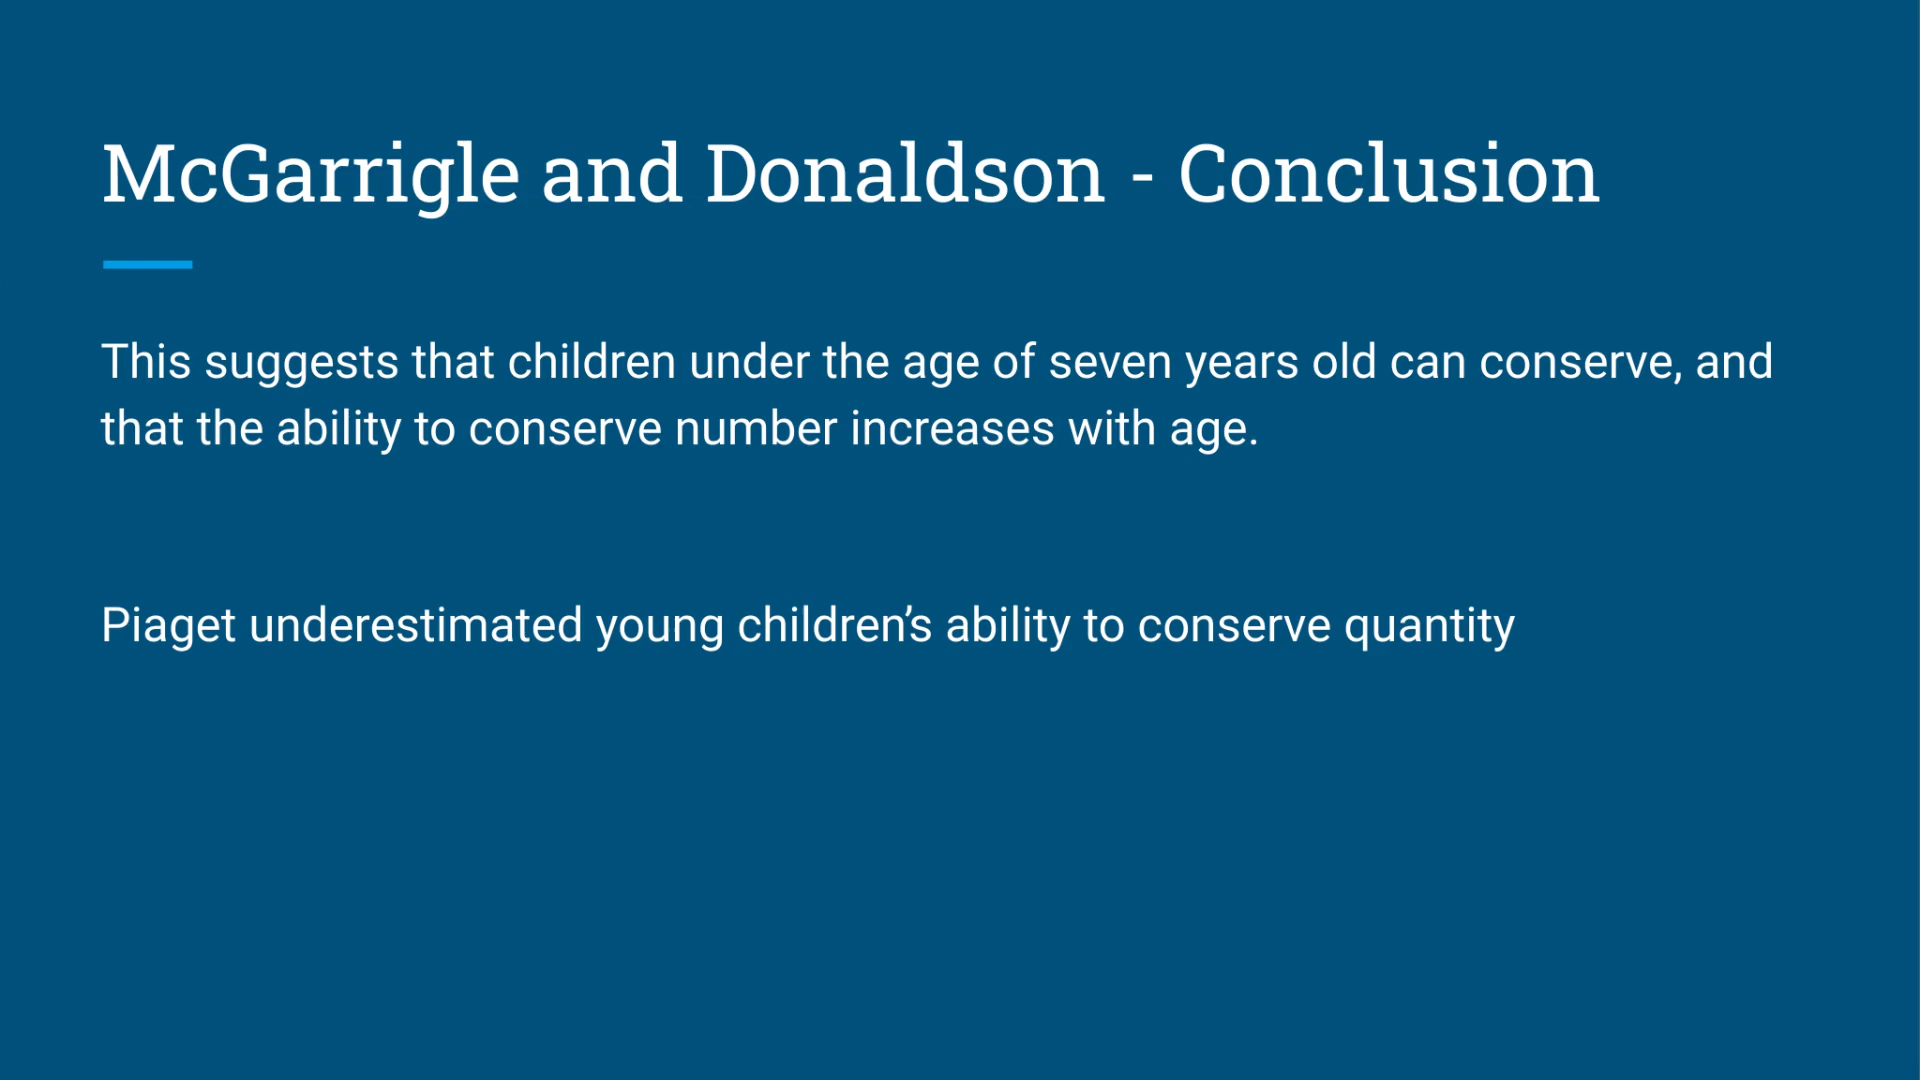 McGarrigle and Donaldson - Conclusion
This suggests that children under the age of seven years old can conserve, and
that the ability to conserve number increases with age.
Piaget underestimated young children’s ability to conserve quantity